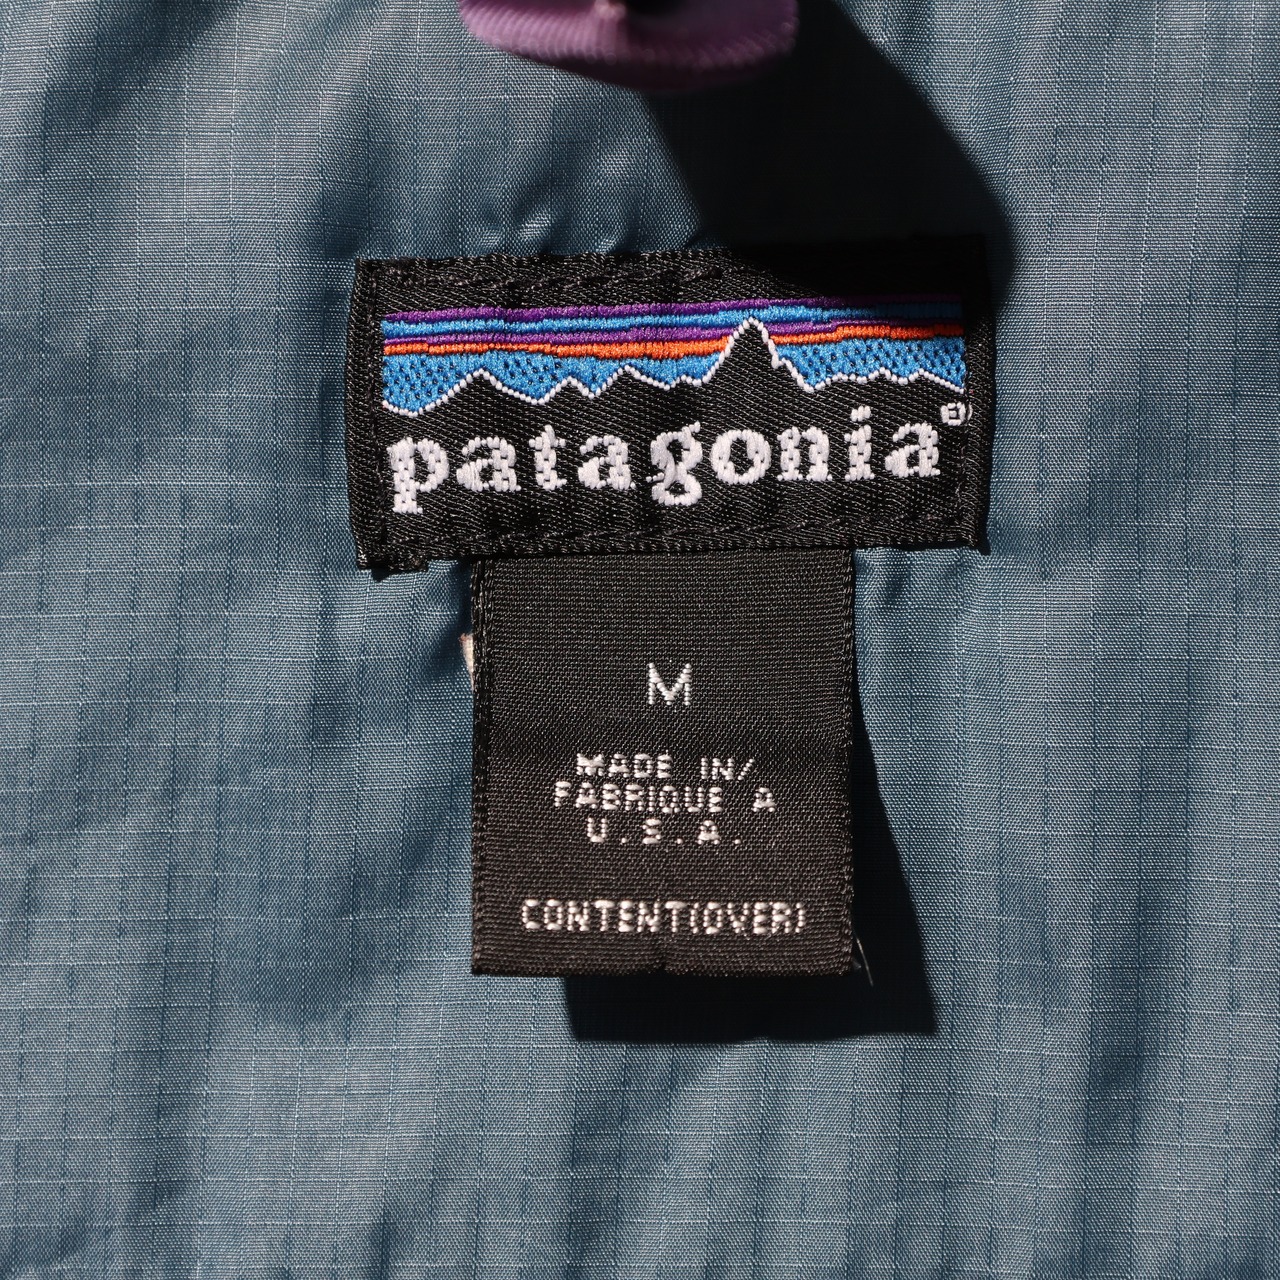 patagonia®
M
MADE IN/
FABRIQUE A
U.S.A.
CONTENT(OVER)